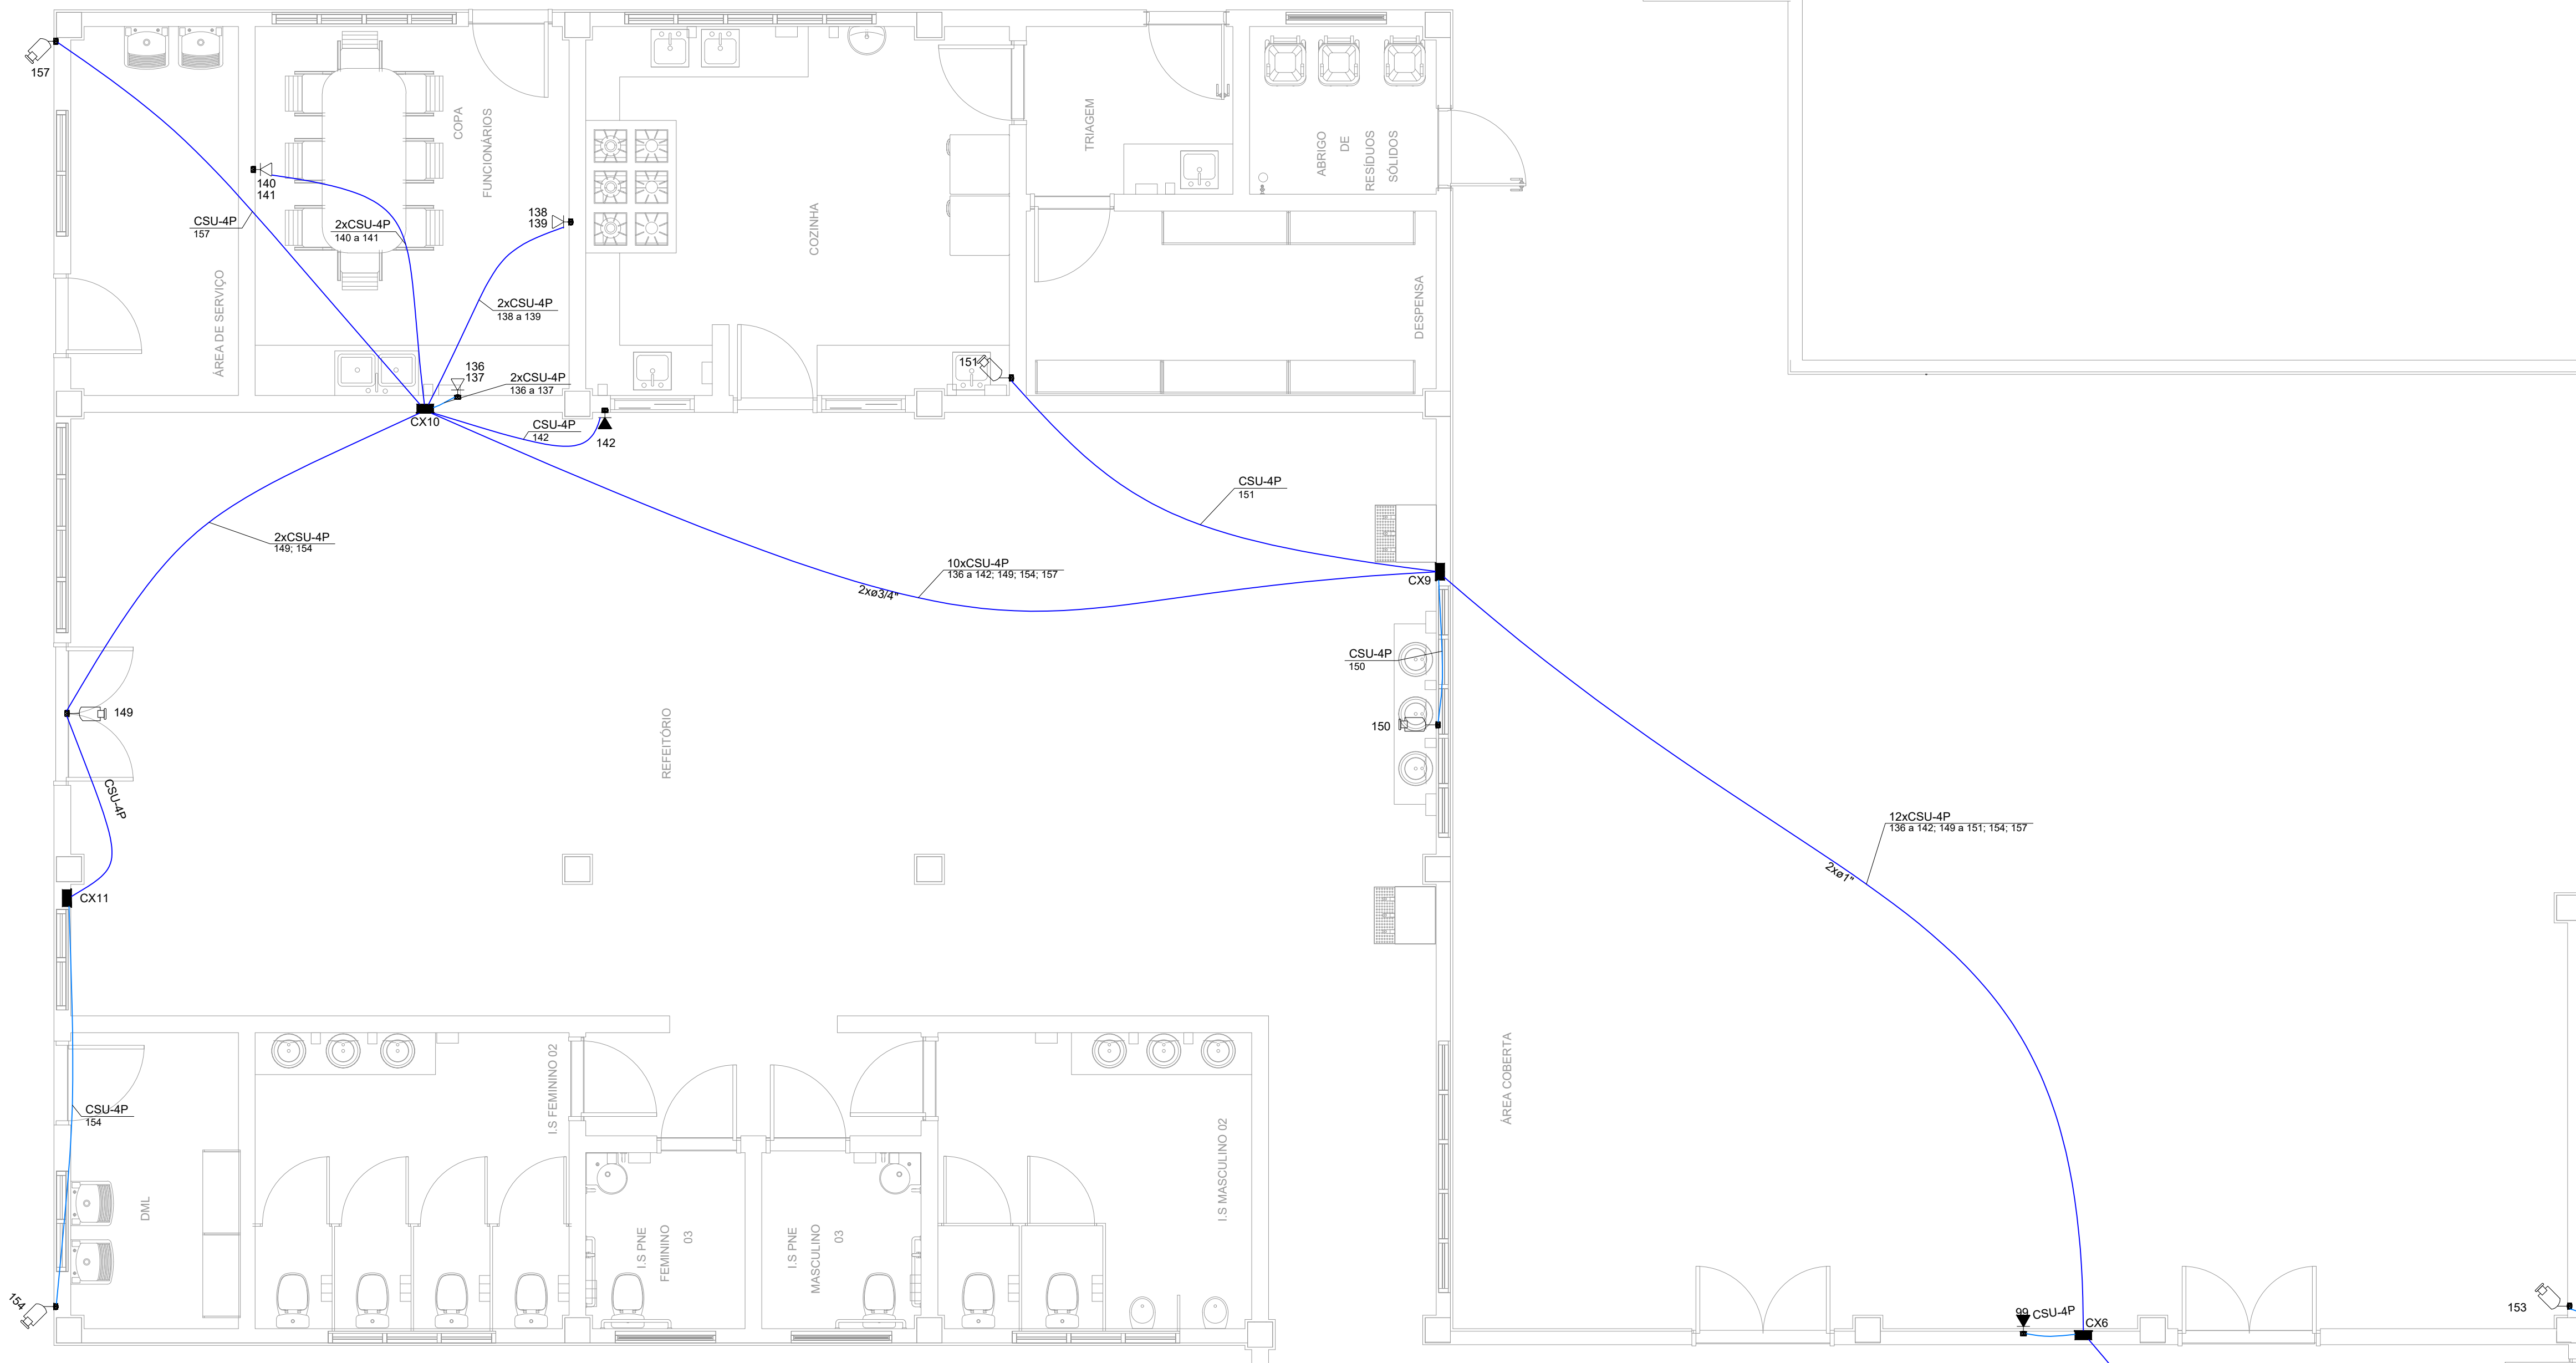 157
140
141
CSU-4P
157
2xCSU-4P
140 a 141
138
139
2xCSU-4P
138 a 139
136
137
2xCSU-4P
136 a 137
CX10
CSU-4P
142
142
151
COPA
FUNCIONÁRIOS
ÁREA DE SERVIÇO
COZINHA
TRIAGEM
ABRIGO
DE
RESÍDUOS
SÓLIDOS
DESPENSA
CSU-4P
151
2xCSU-4P
149; 154
10xCSU-4P
136 a 142; 149; 154; 157
2xø3/4"
CX9
CSU-4P
150
150
149
REFEITÓRIO
CSU-4P
CX11
12xCSU-4P
136 a 142; 149 a 151; 154; 157
2xø1"
ÁREA COBERTA
CSU-4P
154
DML
I.S FEMININO 02
I.S PNE
FEMININO
03
I.S PNE
MASCULINO
03
I.S MASCULINO 02
154
99
CSU-4P
CX6
153